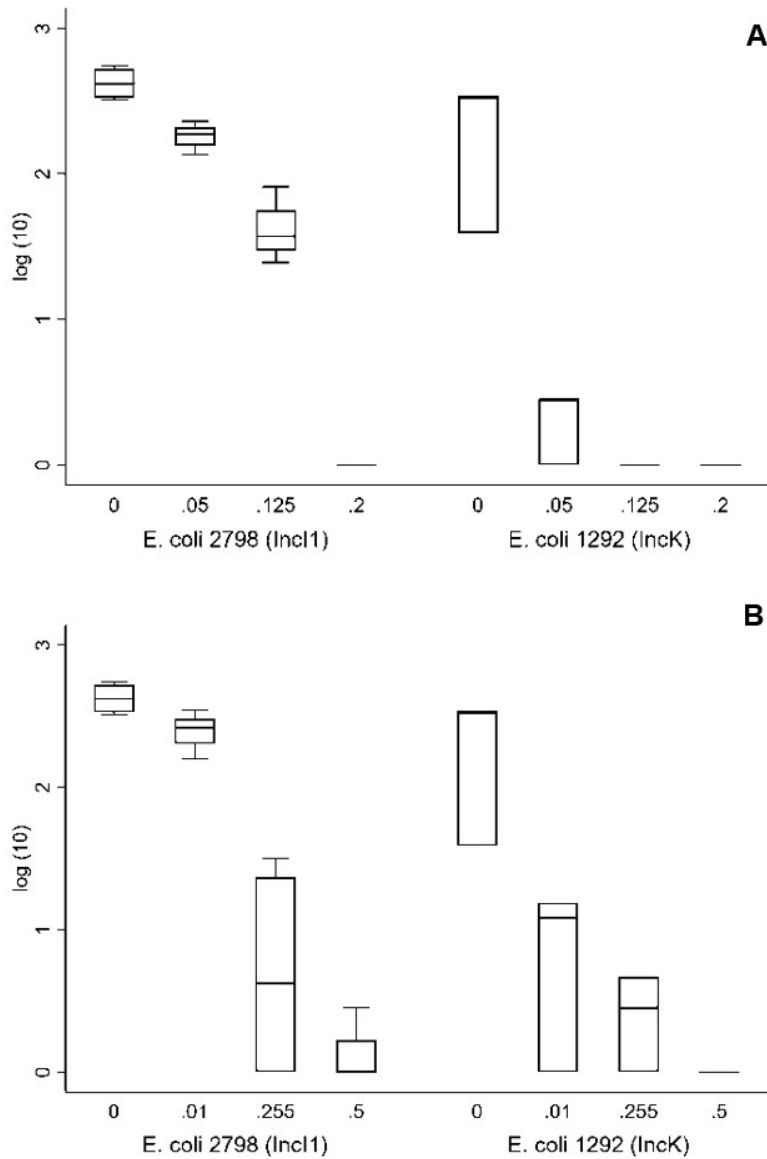 A
3
2
1
0
log (10)
0 .05 .125 .2 0 .05 .125 .2
E. coli 2798 (IncI1) E. coli 1292 (IncK)
B
3
2
1
0
log (10)
0 .01 .255 .5 0 .01 .255 .5
E. coli 2798 (IncI1) E. coli 1292 (IncK)